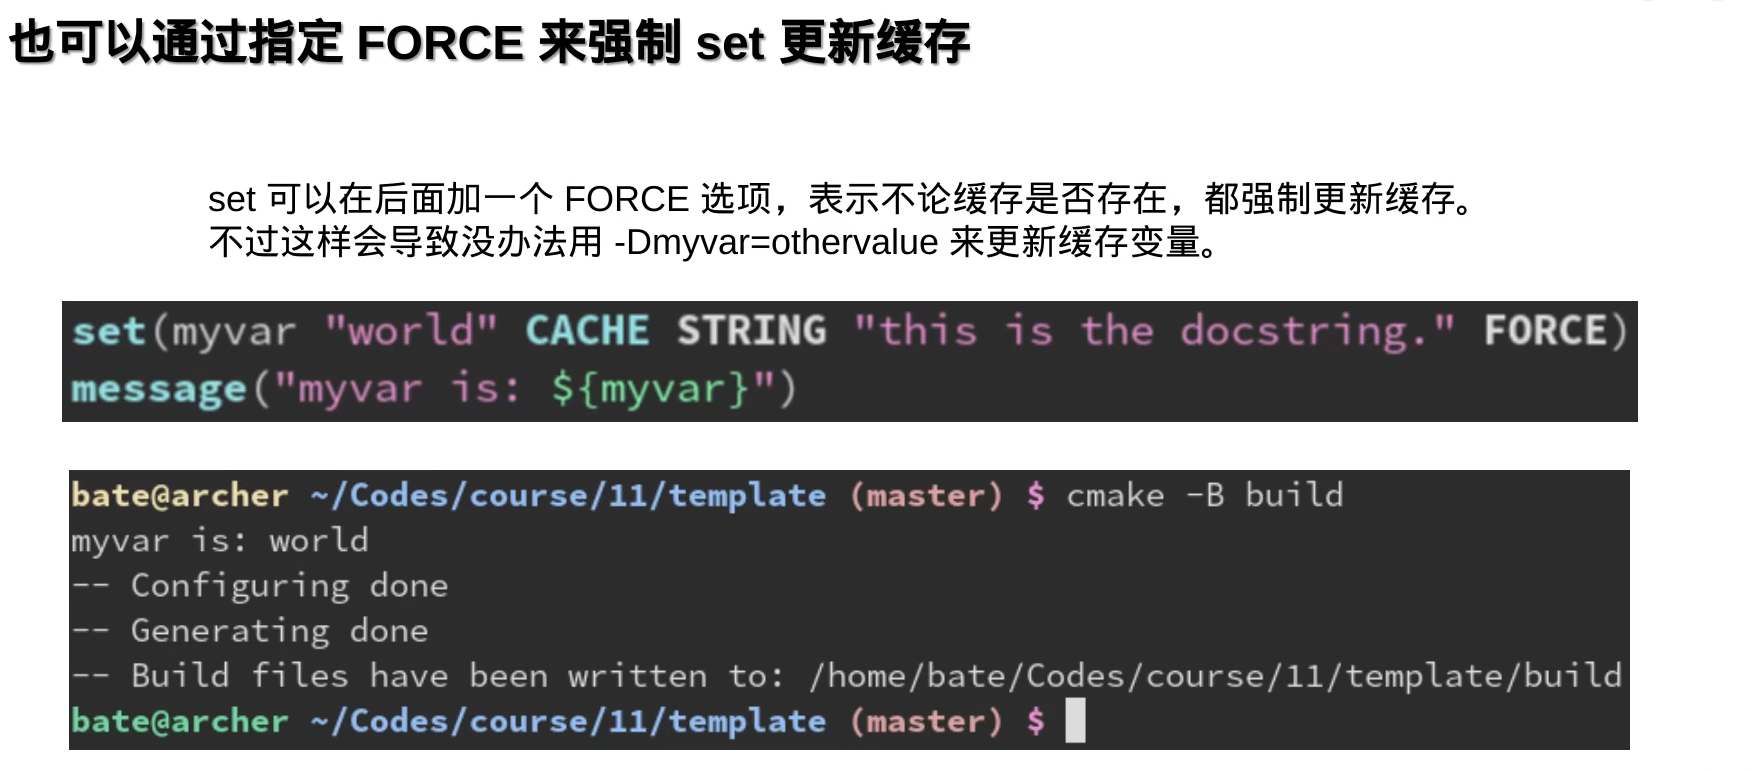 也可以通过指定 FORCE 来强制 set 更新缓存
set 可以在后面加一个 FORCE 选项，表示不论缓存是否存在，都强制更新缓存。
不过这样会导致没办法用 -Dmyvar=othervalue 来更新缓存变量。
set(myvar "world" CACHE STRING "this is the docstring." FORCE)
message("myvar is: ${myvar}")
bate@archer ~/Codes/course/11/template (master) $ cmake -B build
myvar is: world
-- Configuring done
-- Generating done
-- Build files have been written to: /home/bate/Codes/course/11/template/build
bate@archer ~/Codes/course/11/template (master) $